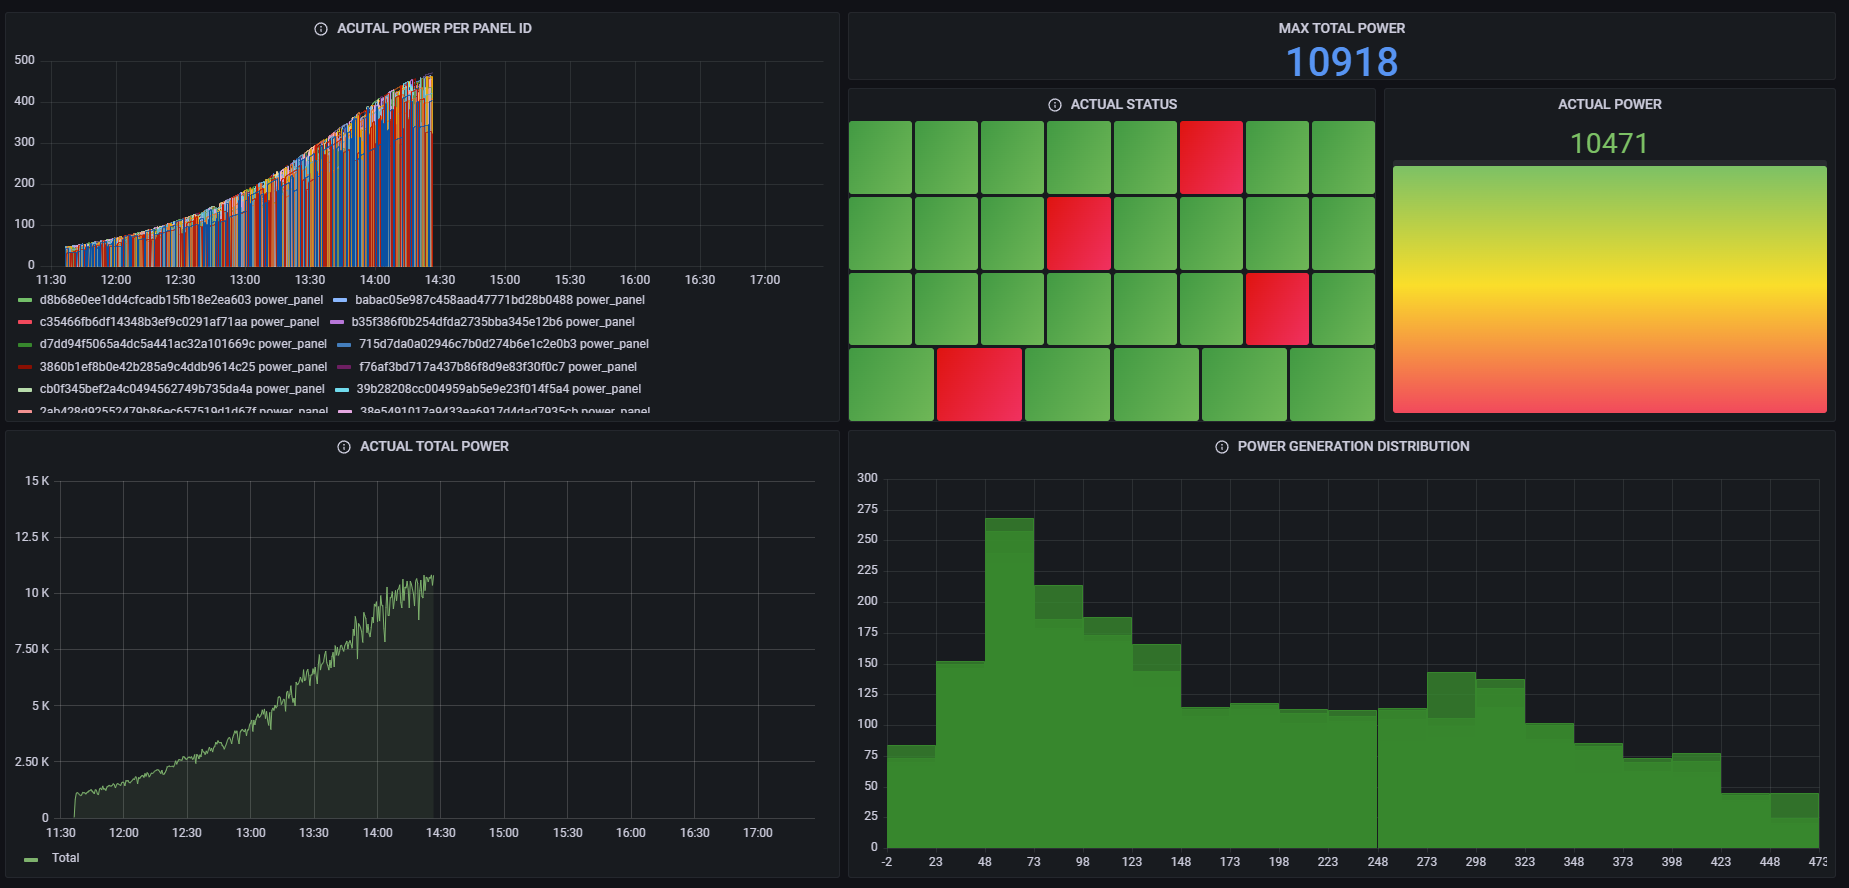 ACUTAL POWER PER PANEL ID
500
400
300
200
100
0
11:30 12:00 12:30 13:00 13:30 14:00 14:30 15:00 15:30 16:00 16:30 17:00
d8b68e0ee1dd4cfcadb15fb18e2ea603 power_panel babac05e987c458aad47771bd28b0488 power_panel
c35466fb6df14348b3ef9c0291af71aa power_panel b35f386f0b254dfda2735bba345e12b6 power_panel
d7dd94f5065a4dc5a441ac32a101669c power_panel 715d7da0a02946c7b0d274b6e1c2e0b3 power_panel
3860b1ef8b0e42b285a9c4ddb9614c25 power_panel f76af3bd717a437b86f8d9e83f30f0c7 power_panel
cb0f345bef2a4c0494562749b735da4a power_panel 39b28208cc004959ab5e9e23f014f5a4 power_panel
2ab428d92552479b86ec657519d1d67f power_panel 38e5491017a9433ea6917d4dad7935cb power_panel
MAX TOTAL POWER
10918
ACTUAL STATUS
ACTUAL POWER
10471
ACTUAL TOTAL POWER
15 K
12.5 K
10 K
7.50 K
5 K
2.50 K
0
11:30 12:00 12:30 13:00 13:30 14:00 14:30 15:00 15:30 16:00 16:30 17:00
Total
POWER GENERATION DISTRIBUTION
300
275
250
225
200
175
150
125
100
75
50
25
0
-2 23 48 73 98 123 148 173 198 223 248 273 298 323 348 373 398 423 448 473